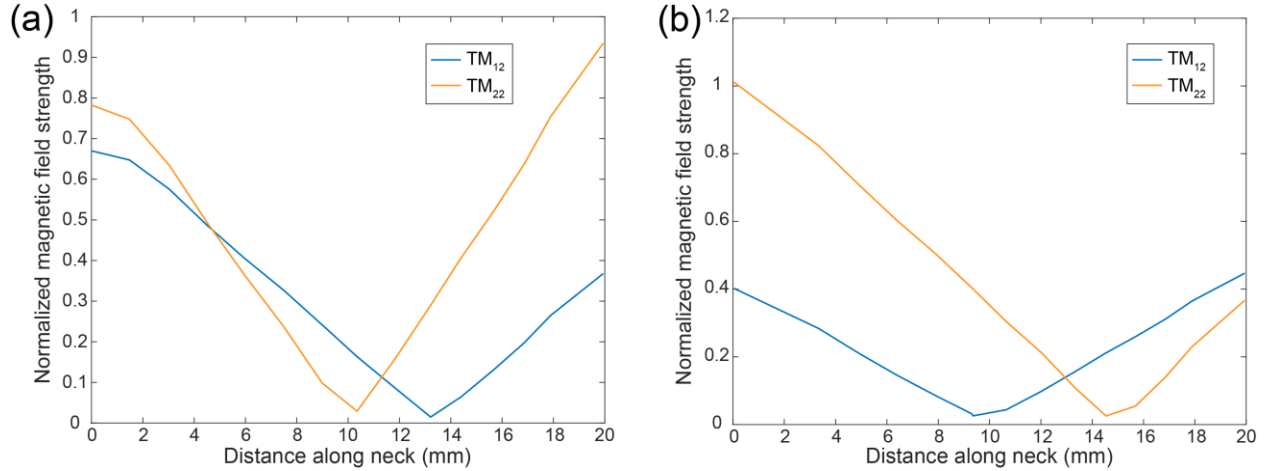 (a)
Normalized magnetic field strength
1
0.9
0.8
0.7
0.6
0.5
0.4
0.3
0.2
0.1
0
TM₁₂
TM₂₂
0 2 4 6 8 10 12 14 16 18 20
Distance along neck (mm)
(b)
Normalized magnetic field strength
1.2
1
0.8
0.6
0.4
0.2
0
TM₁₂
TM₂₂
0 2 4 6 8 10 12 14 16 18 20
Distance along neck (mm)